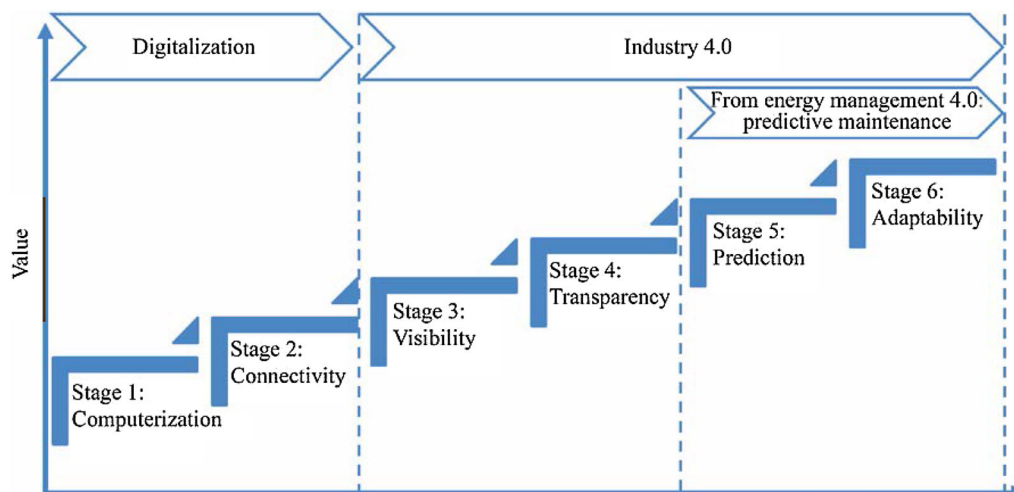 Digitalization
Industry 4.0
From energy management 4.0:
predictive maintenance
Value
Stage 1:
Computerization
Stage 2:
Connectivity
Stage 3:
Visibility
Stage 4:
Transparency
Stage 5:
Prediction
Stage 6:
Adaptability